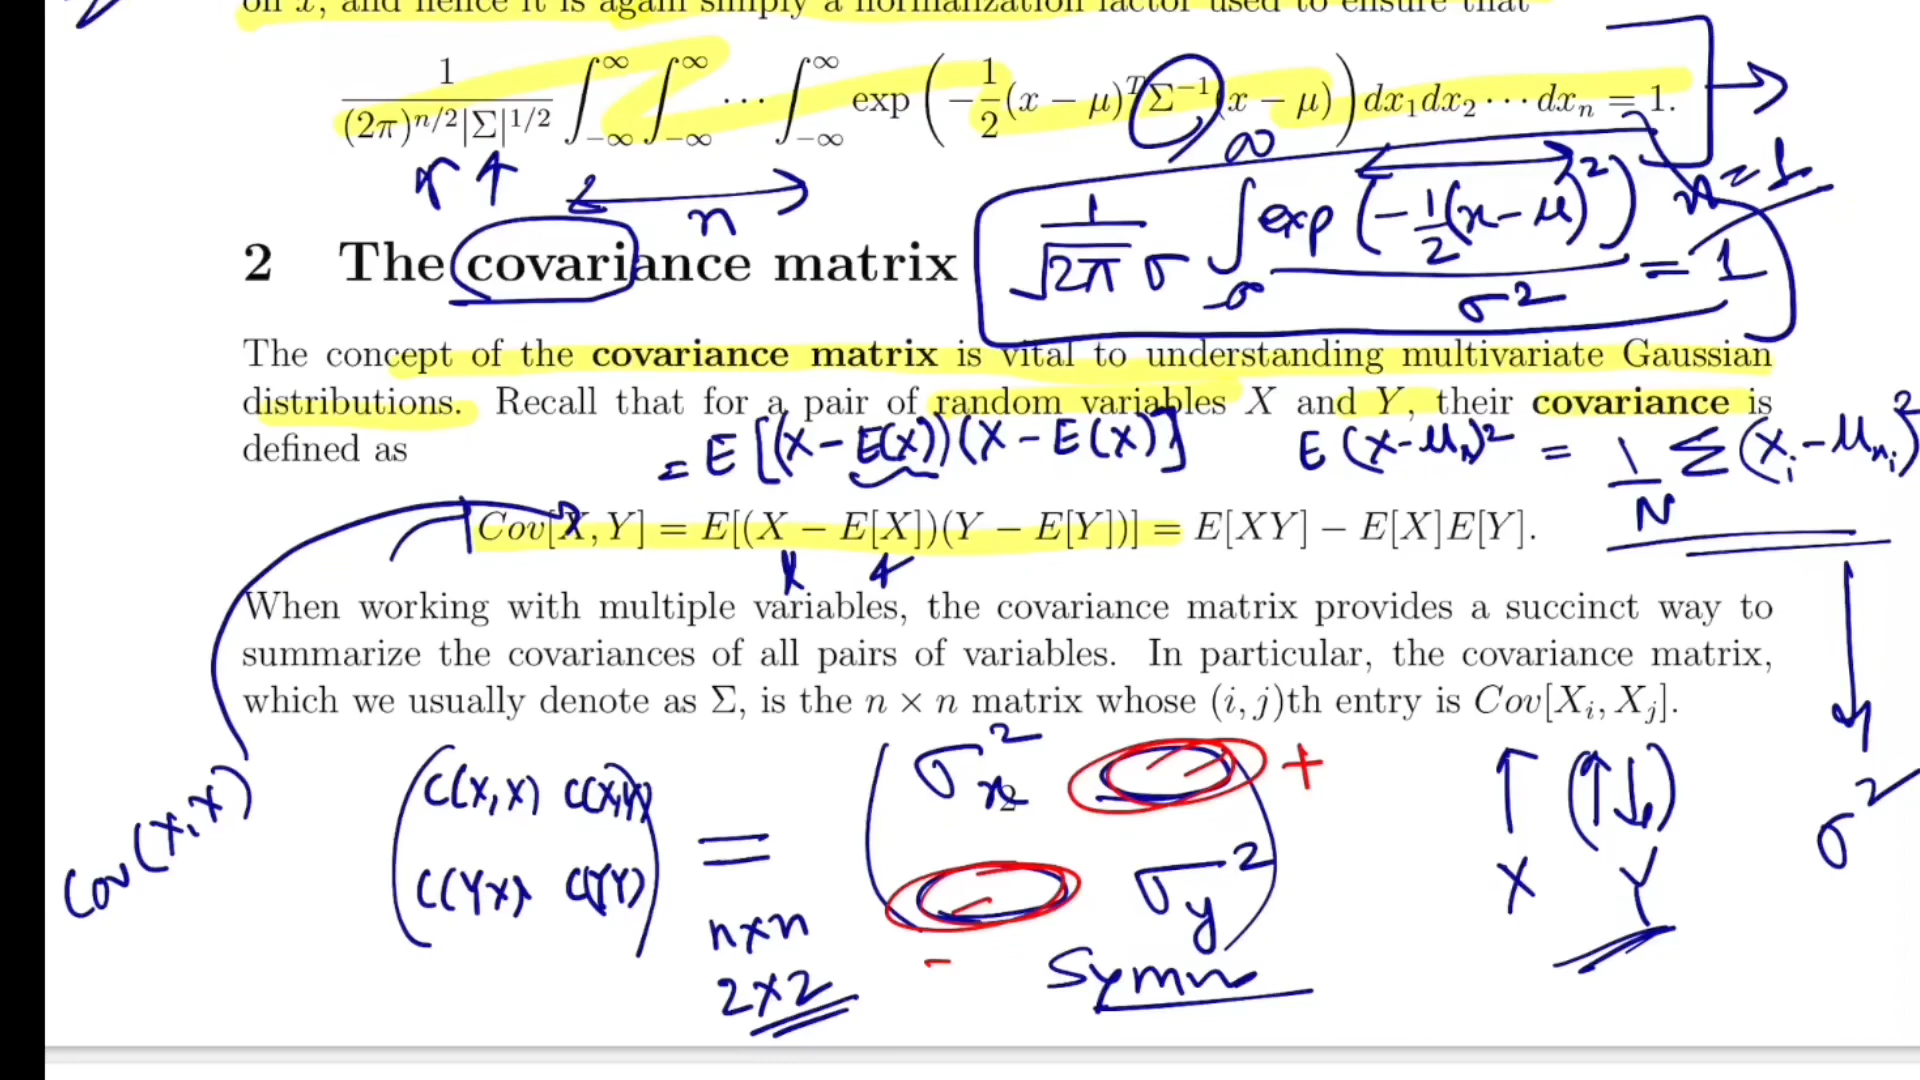 on x, and hence it is again simply a normalization factor used to ensure that
1/((2π)^{n/2}|Σ|^{1/2}) ∫_{-∞}^{∞} ∫_{-∞}^{∞} ⋯ ∫_{-∞}^{∞} exp(−1/2 (x − μ)^T Σ^{-1} (x − μ)) dx_1 dx_2 ⋯ dx_n = 1.
n
n = 1
1/(√2π σ) ∫_{-∞}^{∞} exp(−1/2 (x−μ)^2 / σ^2) = 1
2 The covariance matrix
The concept of the covariance matrix is vital to understanding multivariate Gaussian
distributions. Recall that for a pair of random variables X and Y, their covariance is
defined as
= E[(X − E(X))(X − E(X)] E(X−μ_x)^2 = 1/N Σ(x_i − μ_{x_i})^2
Cov[X, Y] = E[(X − E[X])(Y − E[Y])] = E[XY] − E[X]E[Y].
When working with multiple variables, the covariance matrix provides a succinct way to
summarize the covariances of all pairs of variables. In particular, the covariance matrix,
which we usually denote as Σ, is the n × n matrix whose (i, j)th entry is Cov[X_i, X_j].
Cov(X,X)
C(X,X) C(X,Y)
C(Y,X) C(Y,Y)
=
σ_x^2 +
− σ_y^2
n×n
2×2
Symm
↑ (↑↓)
X Y
σ^2